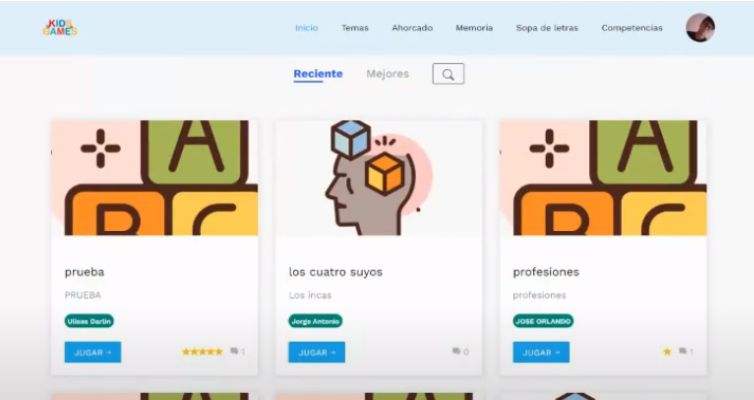 KIDS
GAMES
Inicio Temas Ahorcado Memoria Sopa de letras Competencias
Reciente Mejores
A
B C
A
B C
prueba
PRUEBA
Ulises Darlin
JUGAR → 1
los cuatro suyos
Los incas
Jorge Antonio
JUGAR → 0
profesiones
profesiones
JOSE ORLANDO
JUGAR → 1